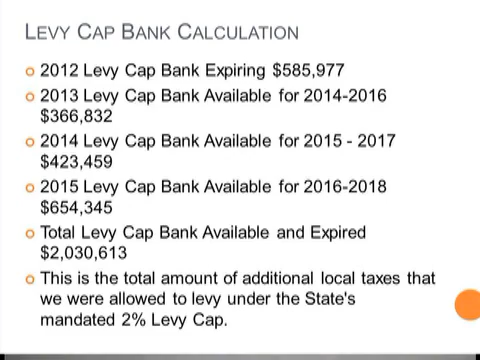 LEVY CAP BANK CALCULATION
2012 Levy Cap Bank Expiring $585,977
2013 Levy Cap Bank Available for 2014-2016
$366,832
2014 Levy Cap Bank Available for 2015 - 2017
$423,459
2015 Levy Cap Bank Available for 2016-2018
$654,345
Total Levy Cap Bank Available and Expired
$2,030,613
This is the total amount of additional local taxes that
we were allowed to levy under the State's
mandated 2% Levy Cap.